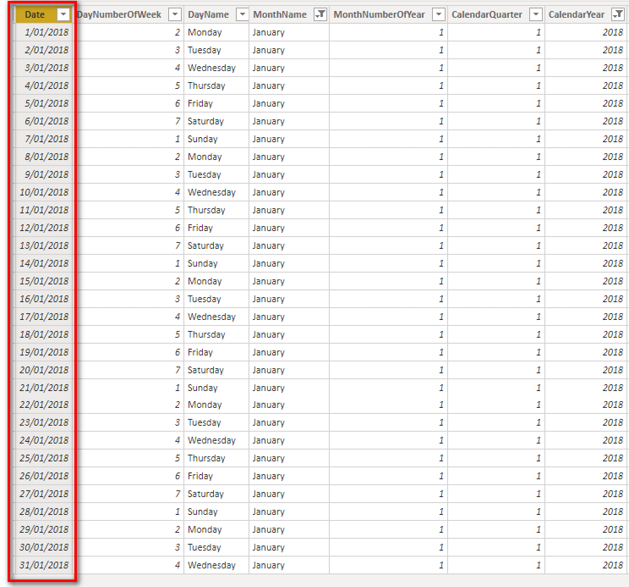 Date DayNumberOfWeek DayName MonthName MonthNumberOfYear CalendarQuarter CalendarYear
1/01/2018 2 Monday January 1 1 2018
2/01/2018 3 Tuesday January 1 1 2018
3/01/2018 4 Wednesday January 1 1 2018
4/01/2018 5 Thursday January 1 1 2018
5/01/2018 6 Friday January 1 1 2018
6/01/2018 7 Saturday January 1 1 2018
7/01/2018 1 Sunday January 1 1 2018
8/01/2018 2 Monday January 1 1 2018
9/01/2018 3 Tuesday January 1 1 2018
10/01/2018 4 Wednesday January 1 1 2018
11/01/2018 5 Thursday January 1 1 2018
12/01/2018 6 Friday January 1 1 2018
13/01/2018 7 Saturday January 1 1 2018
14/01/2018 1 Sunday January 1 1 2018
15/01/2018 2 Monday January 1 1 2018
16/01/2018 3 Tuesday January 1 1 2018
17/01/2018 4 Wednesday January 1 1 2018
18/01/2018 5 Thursday January 1 1 2018
19/01/2018 6 Friday January 1 1 2018
20/01/2018 7 Saturday January 1 1 2018
21/01/2018 1 Sunday January 1 1 2018
22/01/2018 2 Monday January 1 1 2018
23/01/2018 3 Tuesday January 1 1 2018
24/01/2018 4 Wednesday January 1 1 2018
25/01/2018 5 Thursday January 1 1 2018
26/01/2018 6 Friday January 1 1 2018
27/01/2018 7 Saturday January 1 1 2018
28/01/2018 1 Sunday January 1 1 2018
29/01/2018 2 Monday January 1 1 2018
30/01/2018 3 Tuesday January 1 1 2018
31/01/2018 4 Wednesday January 1 1 2018